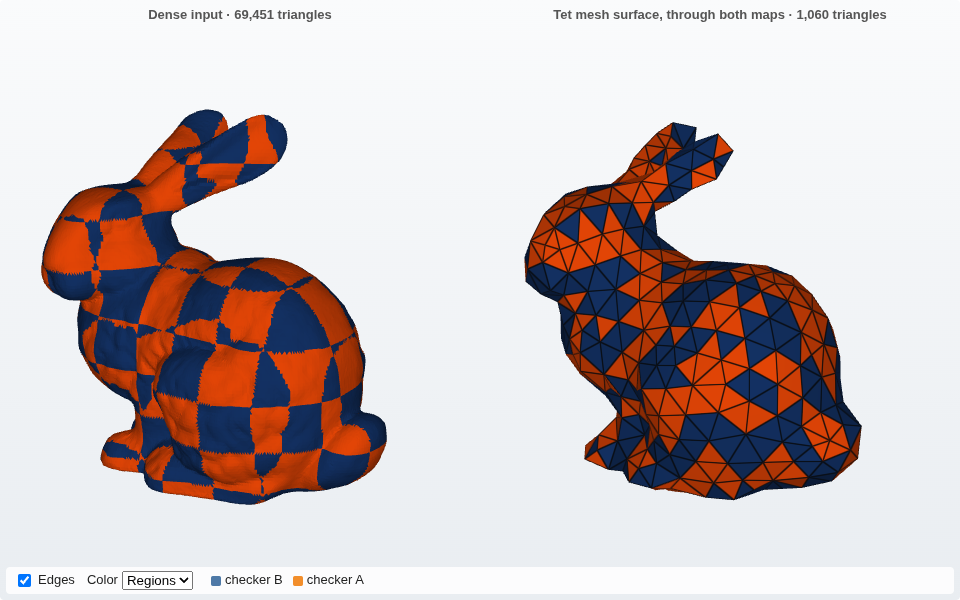 Dense input · 69,451 triangles
Tet mesh surface, through both maps · 1,060 triangles
Edges Color Regions checker B checker A